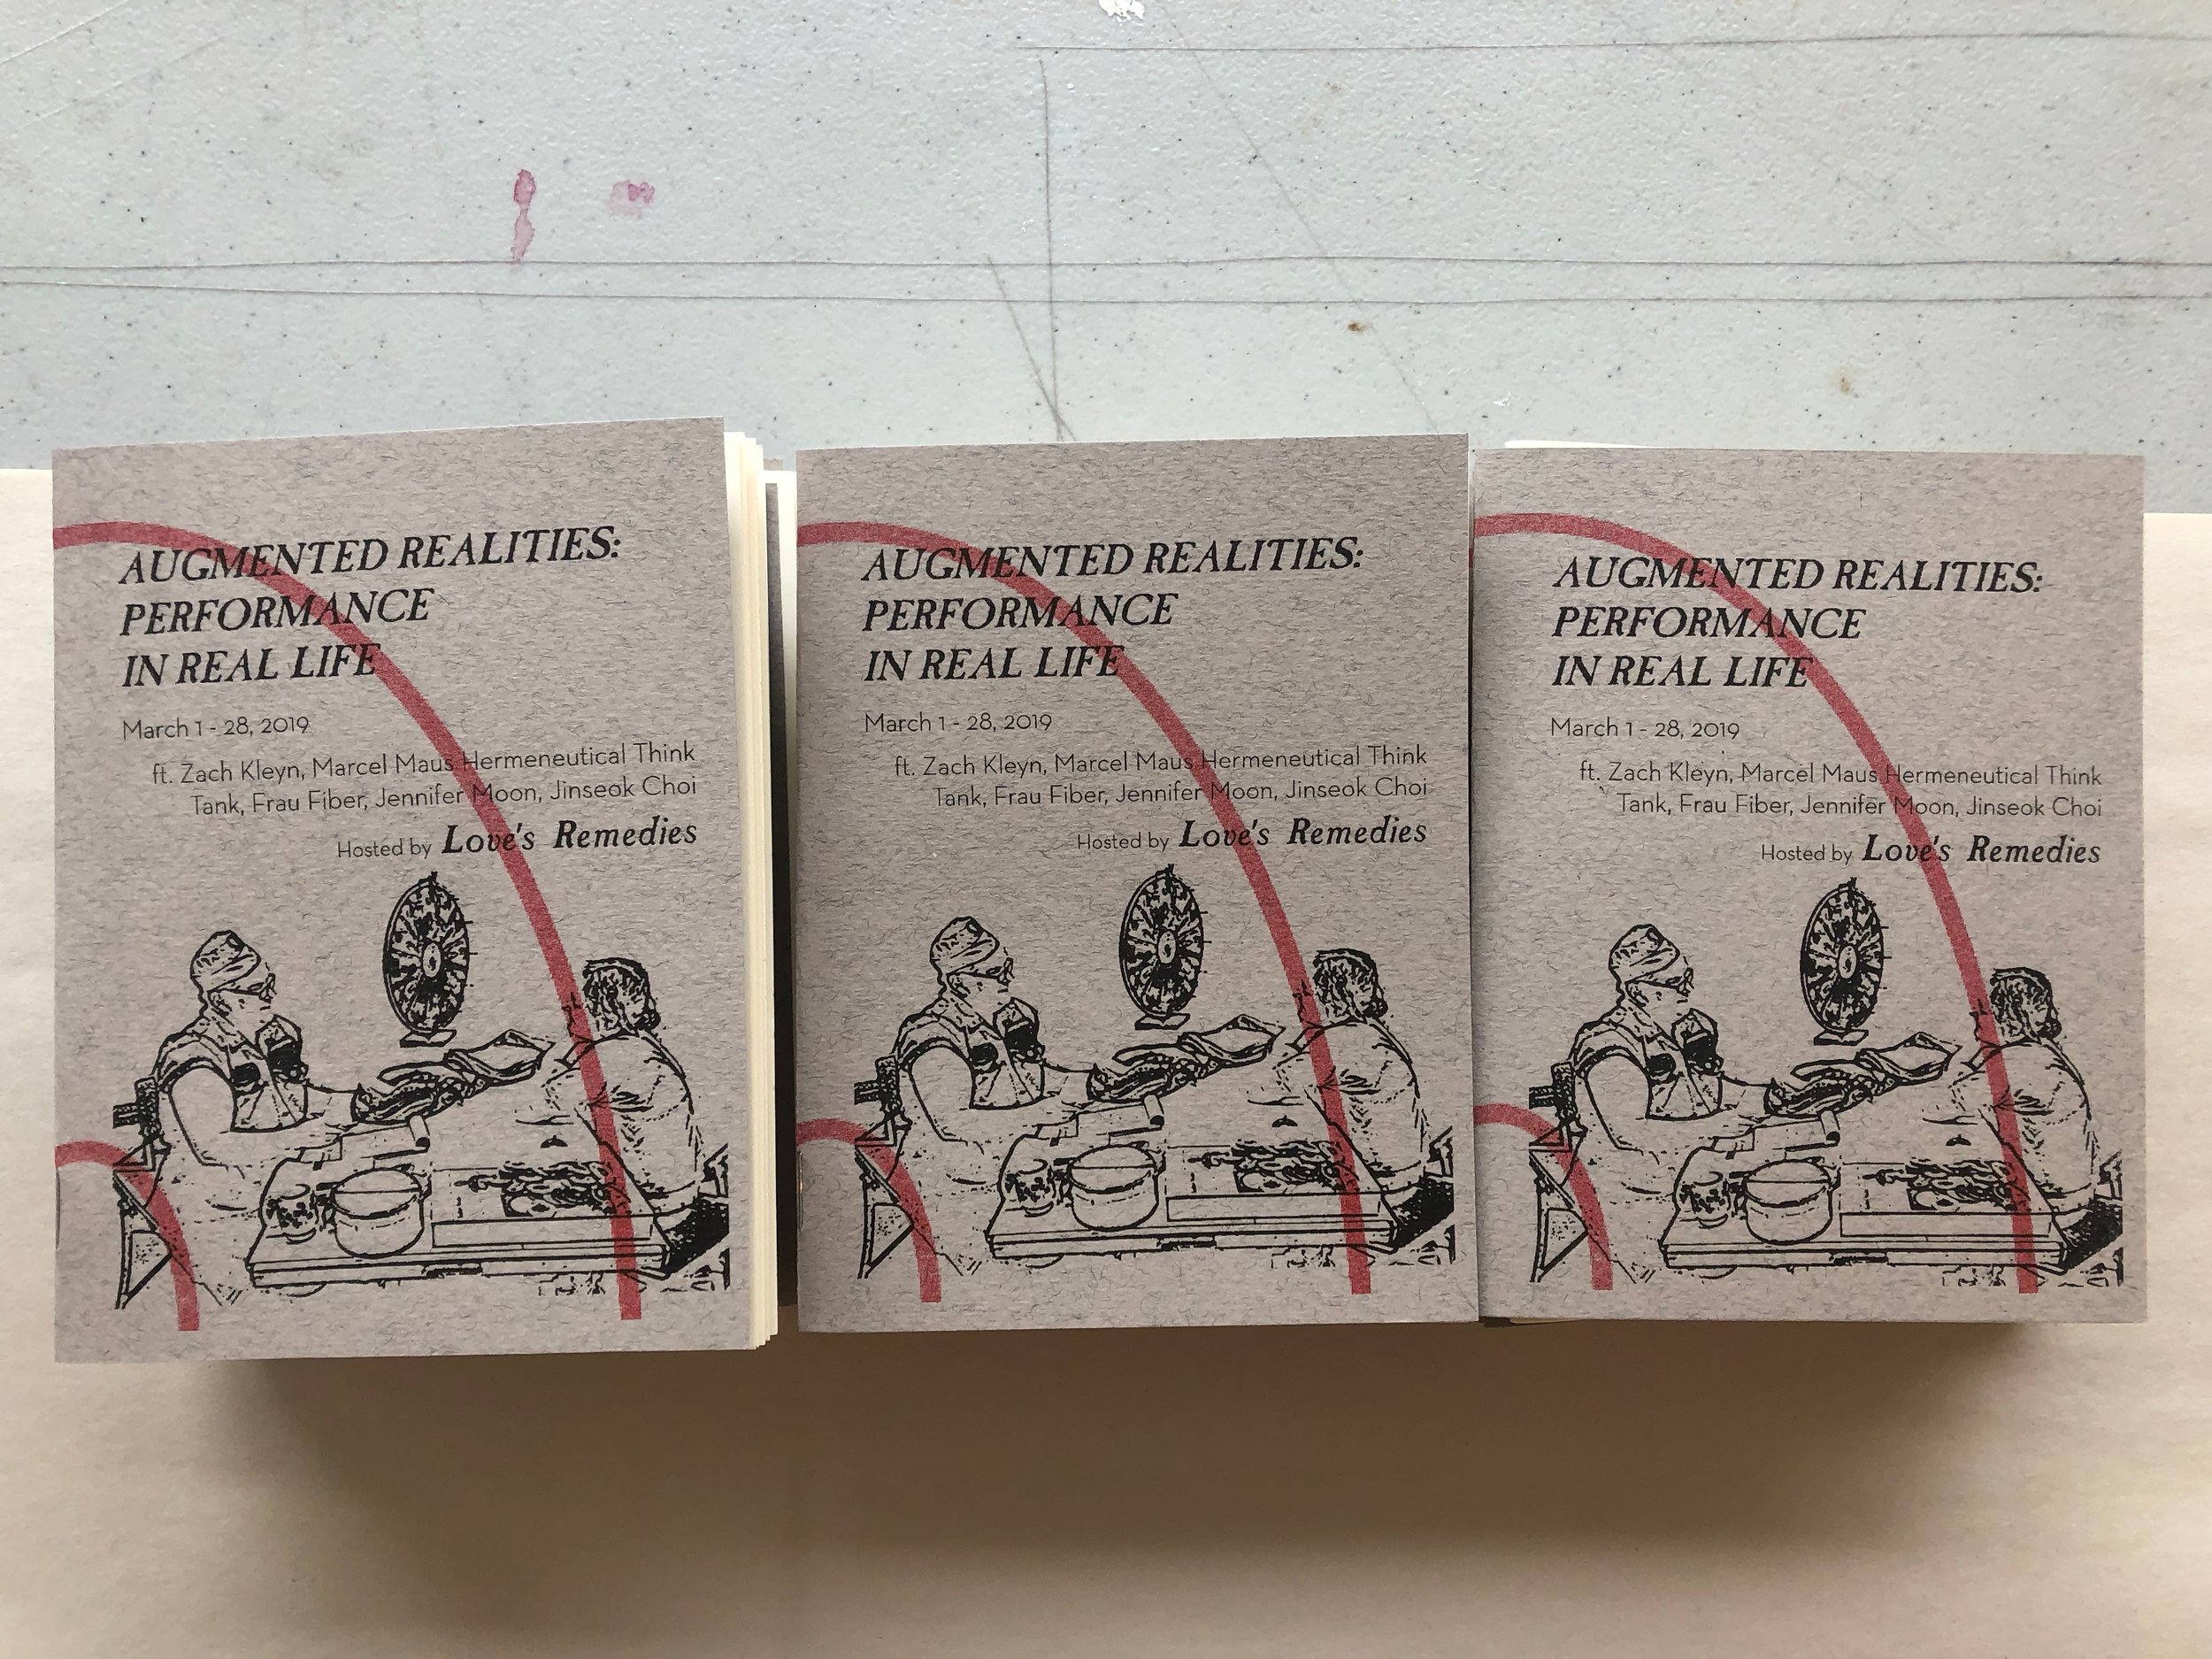 AUGMENTED REALITIES:
PERFORMANCE
IN REAL LIFE
March 1 - 28, 2019
ft. Zach Kleyn, Marcel Maus Hermeneutical Think
Tank, Frau Fiber, Jennifer Moon, Jinseok Choi
Hosted by Love's Remedies
AUGMENTED REALITIES:
PERFORMANCE
IN REAL LIFE
March 1 - 28, 2019
ft. Zach Kleyn, Marcel Maus Hermeneutical Think
Tank, Frau Fiber, Jennifer Moon, Jinseok Choi
Hosted by Love's Remedies
AUGMENTED REALITIES:
PERFORMANCE
IN REAL LIFE
March 1 - 28, 2019
ft. Zach Kleyn, Marcel Maus Hermeneutical Think
Tank, Frau Fiber, Jennifer Moon, Jinseok Choi
Hosted by Love's Remedies